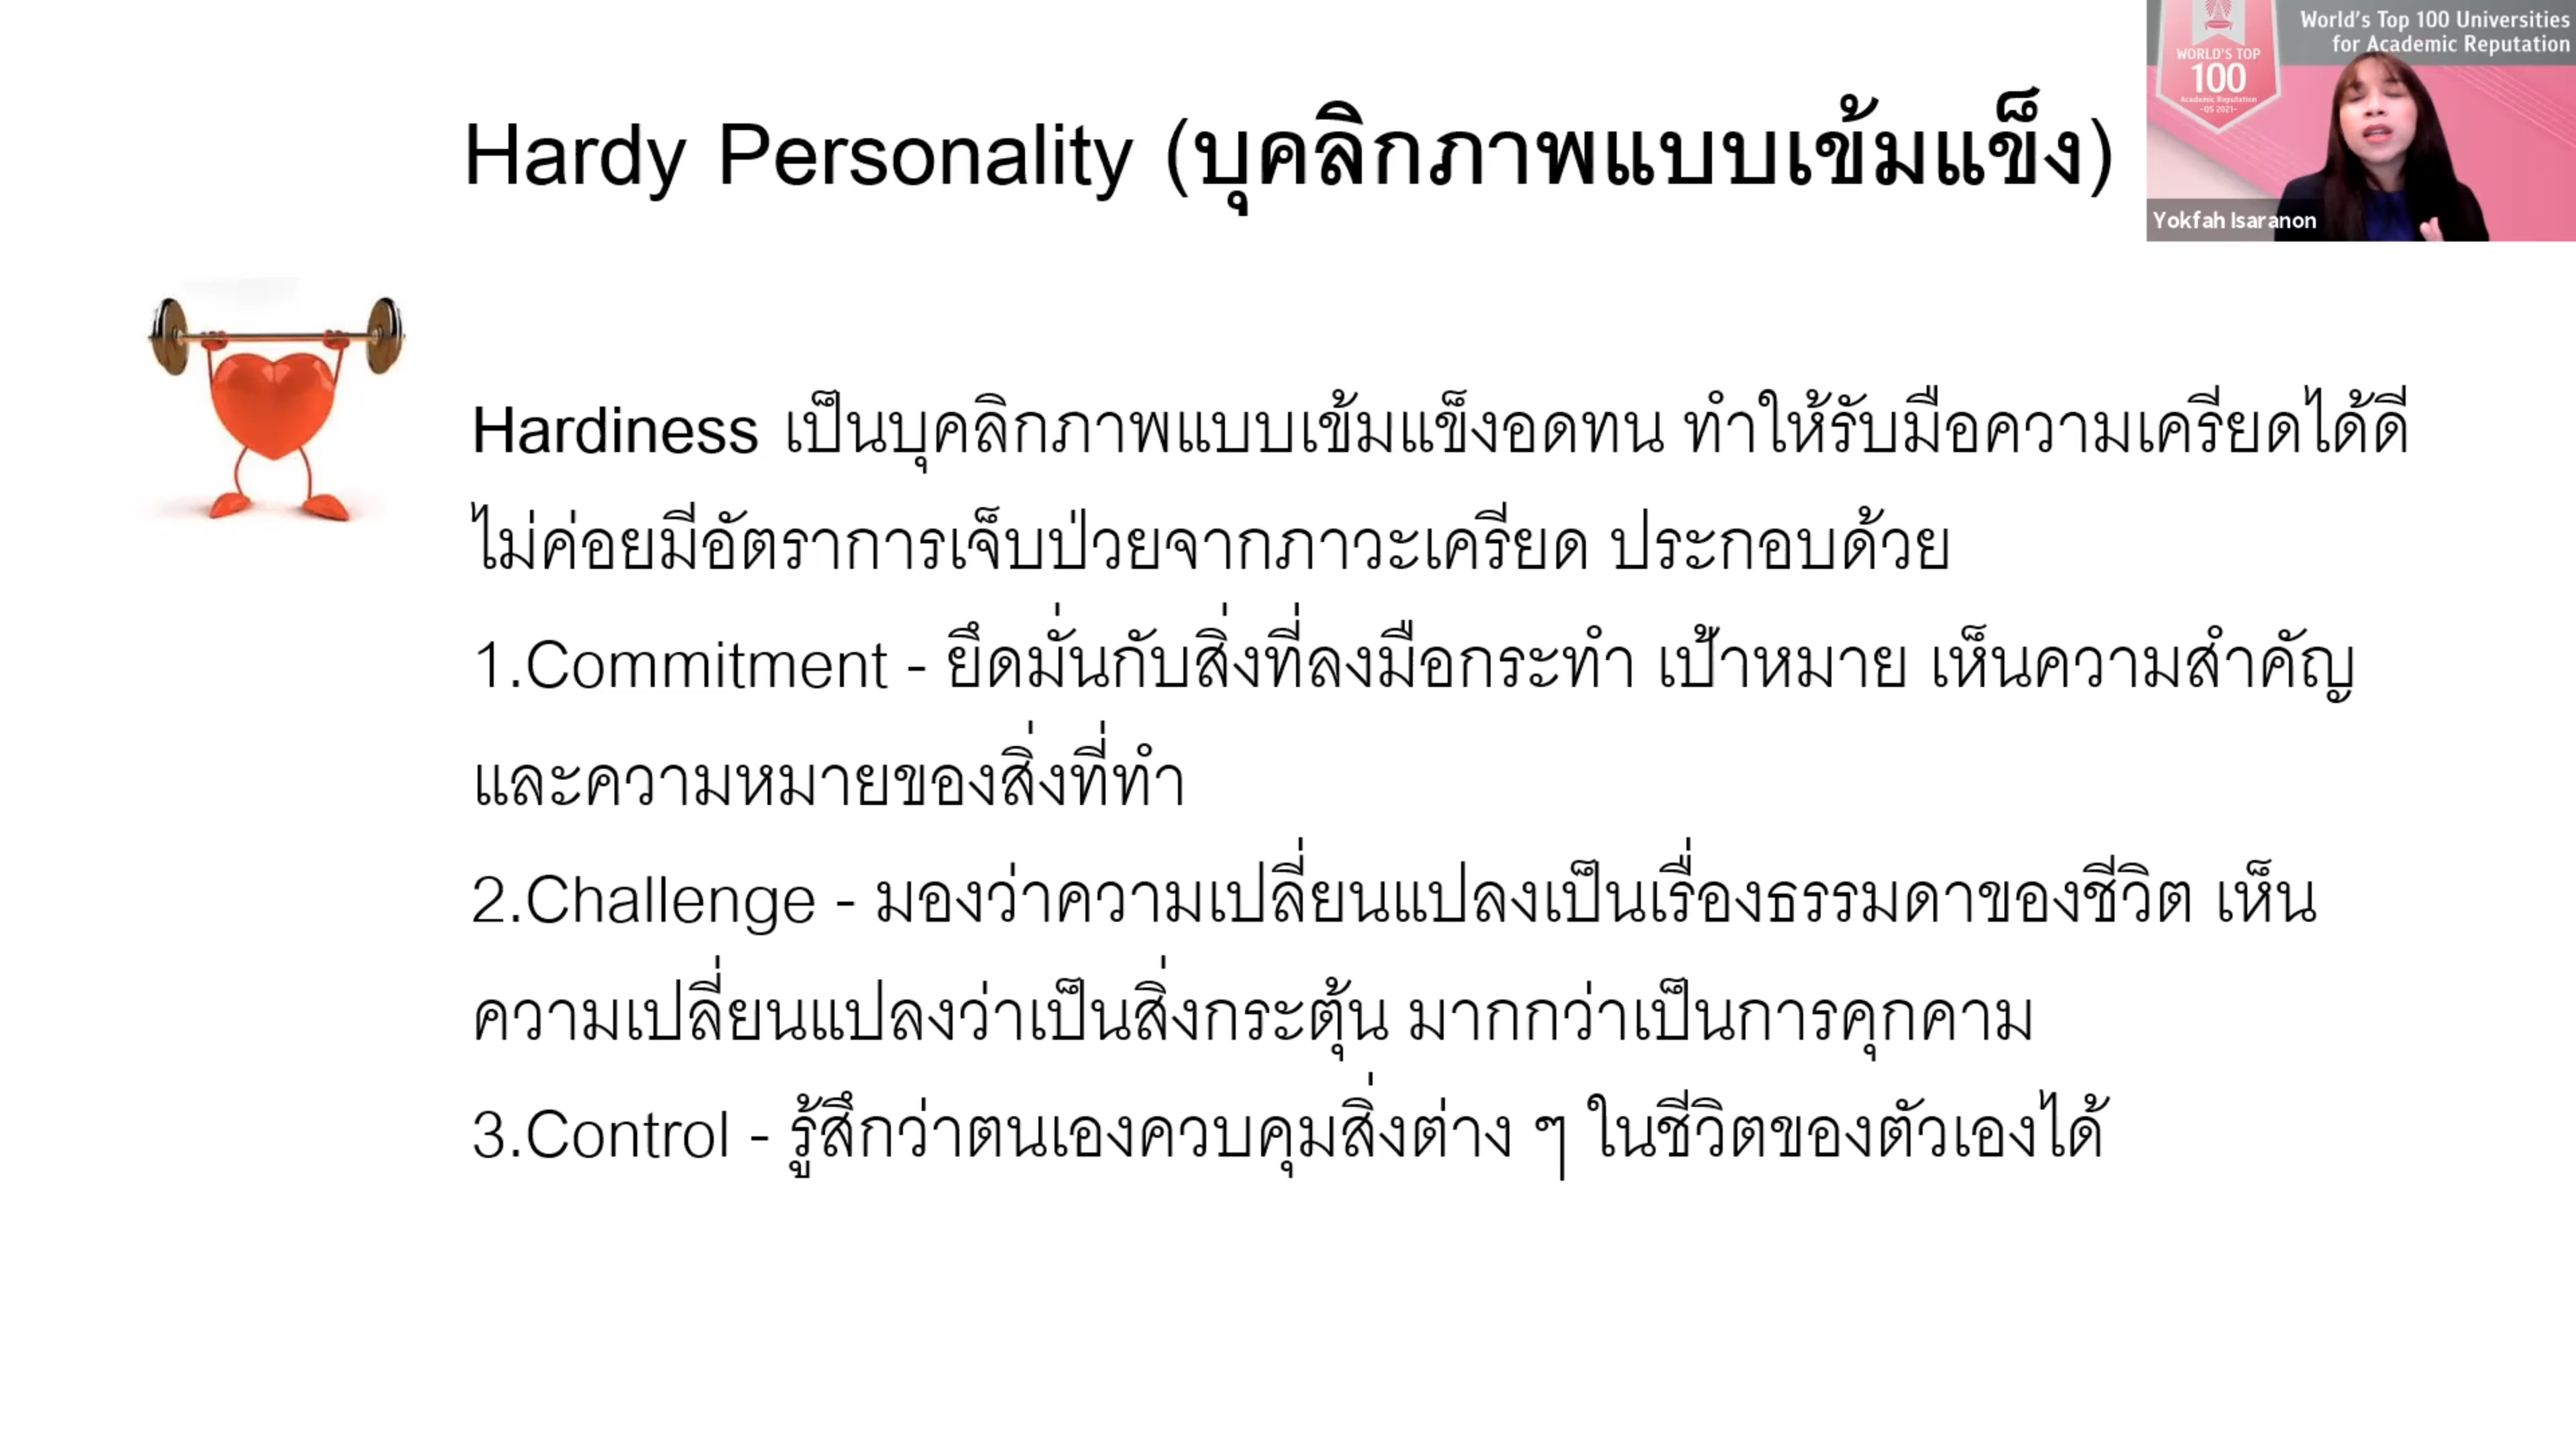 World's Top 100 Universities
for Academic Reputation
WORLD'S TOP
100
Academic Reputation
-QS 2021-
Yokfah Isaranon
Hardy Personality (บุคลิกภาพแบบเข้มแข็ง)
Hardiness เป็นบุคลิกภาพแบบเข้มแข็งอดทน ทำให้รับมือความเครียดได้ดี
ไม่ค่อยมีอัตราการเจ็บป่วยจากภาวะเครียด ประกอบด้วย
1.Commitment - ยึดมั่นกับสิ่งที่ลงมือกระทำ เป้าหมาย เห็นความสำคัญ
และความหมายของสิ่งที่ทำ
2.Challenge - มองว่าความเปลี่ยนแปลงเป็นเรื่องธรรมดาของชีวิต เห็น
ความเปลี่ยนแปลงว่าเป็นสิ่งกระตุ้น มากกว่าเป็นการคุกคาม
3.Control - รู้สึกว่าตนเองควบคุมสิ่งต่าง ๆ ในชีวิตของตัวเองได้